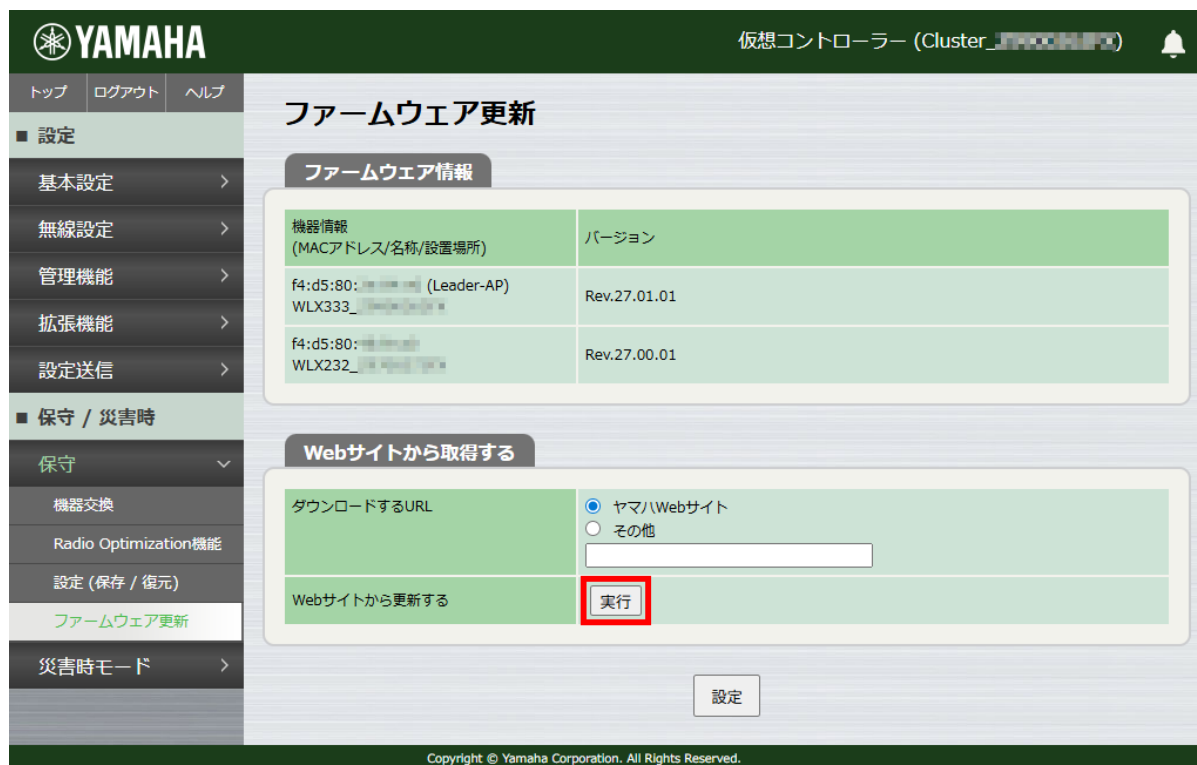 YAMAHA
仮想コントローラー (Cluster_
トップ ログアウト ヘルプ
■ 設定
基本設定
無線設定
管理機能
拡張機能
設定送信
■ 保守 / 災害時
保守
機器交換
Radio Optimization機能
設定 (保存 / 復元)
ファームウェア更新
災害時モード
ファームウェア更新
ファームウェア情報
機器情報
(MACアドレス/名称/設置場所)
バージョン
f4:d5:80: (Leader-AP)
WLX333_
Rev.27.01.01
f4:d5:80:
WLX232_
Rev.27.00.01
Webサイトから取得する
ダウンロードするURL
ヤマハWebサイト
その他
Webサイトから更新する
実行
設定
Copyright © Yamaha Corporation. All Rights Reserved.